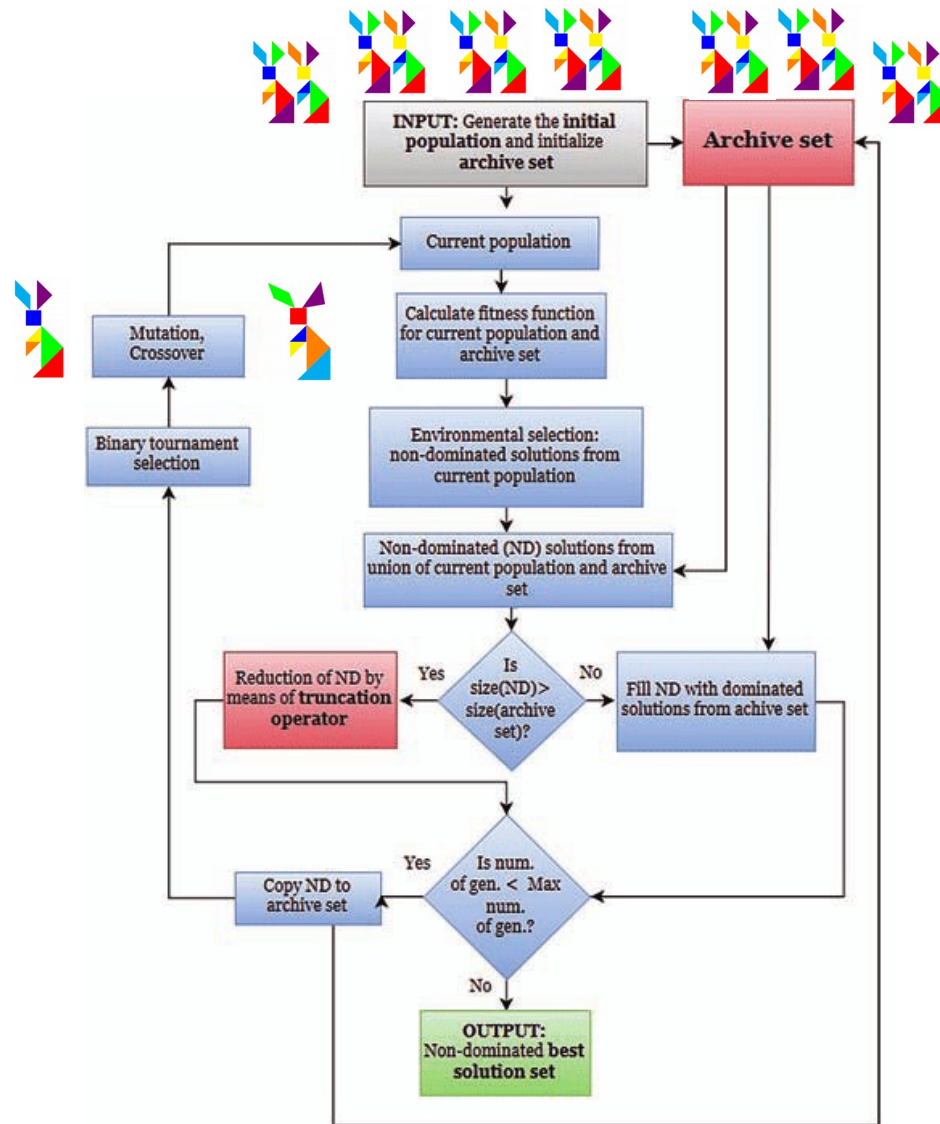 INPUT: Generate the initial
population and initialize
archive set
Archive set
Current population
Calculate fitness function
for current population and
archive set
Mutation,
Crossover
Binary tournament
selection
Environmental selection:
non-dominated solutions from
current population
Non-dominated (ND) solutions from
union of current population and archive
set
Reduction of ND by
means of truncation
operator
Yes
Is
size(ND)>
size(archive
set)?
No
Fill ND with dominated
solutions from achive set
Copy ND to
archive set
Yes
Is num.
of gen. < Max
num.
of gen.?
No
OUTPUT:
Non-dominated best
solution set